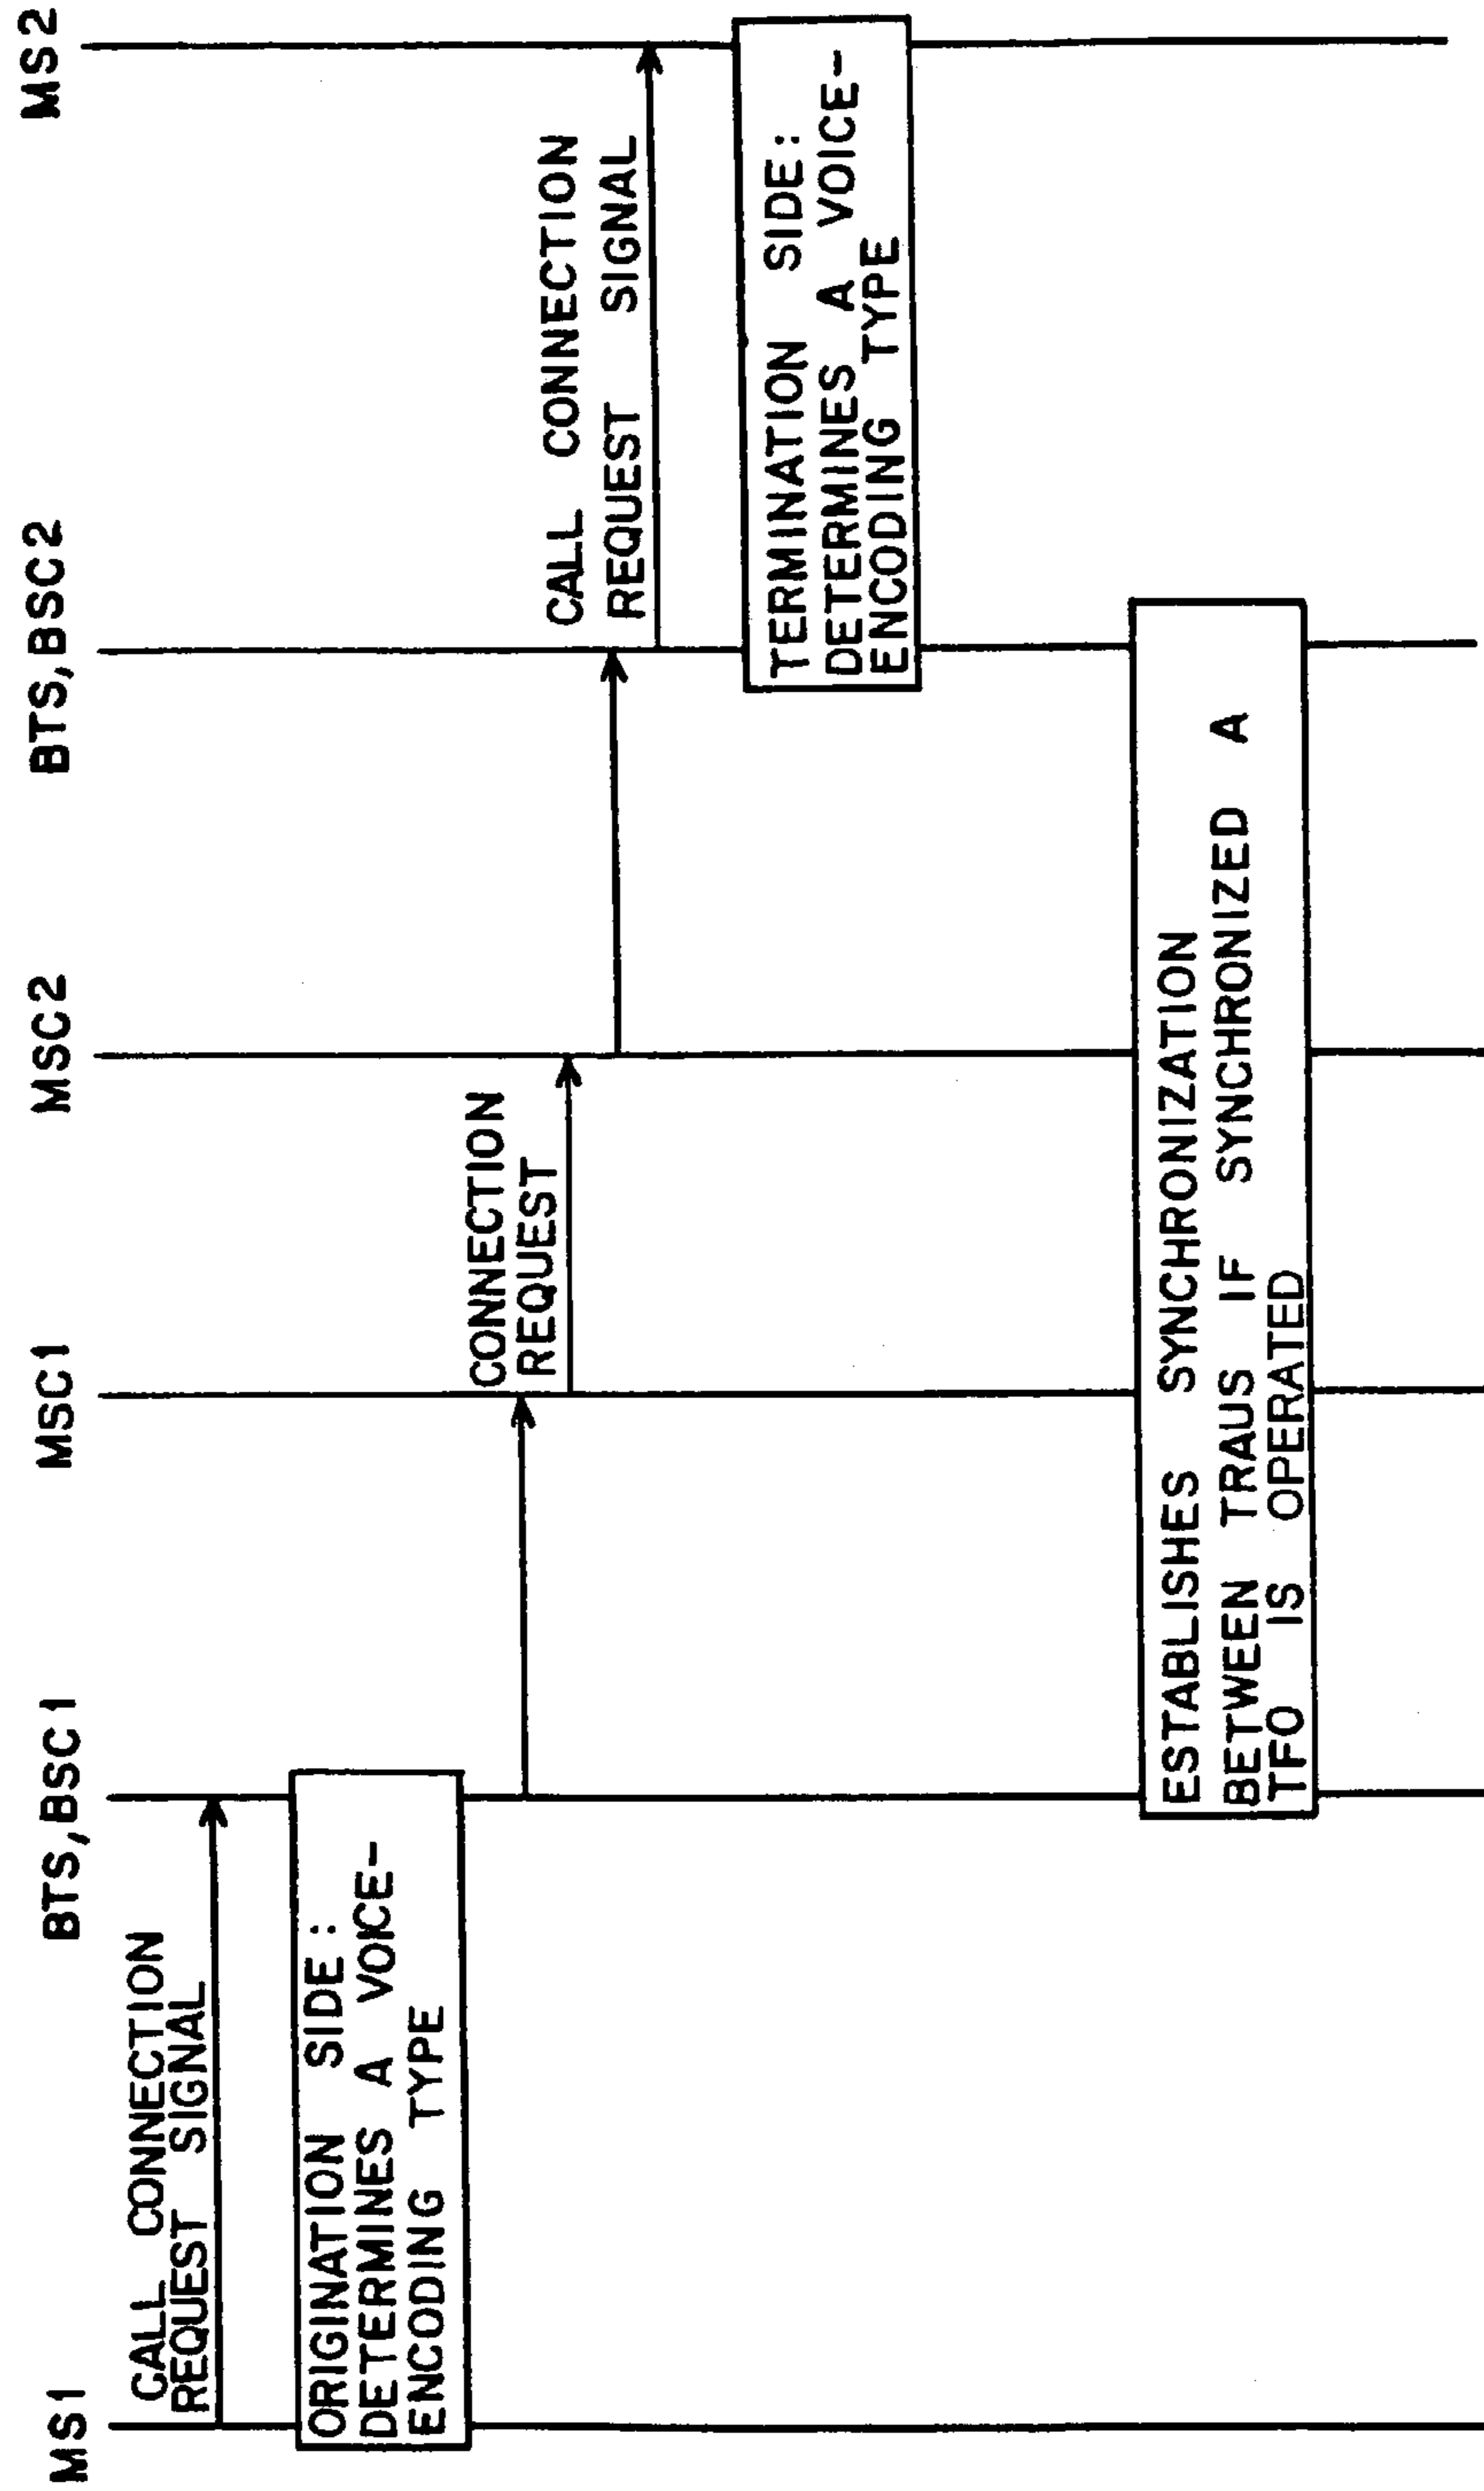 MS1
BTS,BSC1
MSC1
MSC2
BTS,BSC2
MS2
CALL CONNECTION
REQUEST SIGNAL
ORIGINATION SIDE:
DETERMINES A VOICE-
ENCODING TYPE
CONNECTION
REQUEST
CALL CONNECTION
REQUEST SIGNAL
TERMINATION SIDE:
DETERMINES A VOICE-
ENCODING TYPE
ESTABLISHES SYNCHRONIZATION
BETWEEN TRAUS IF SYNCHRONIZED A
TFO IS OPERATED